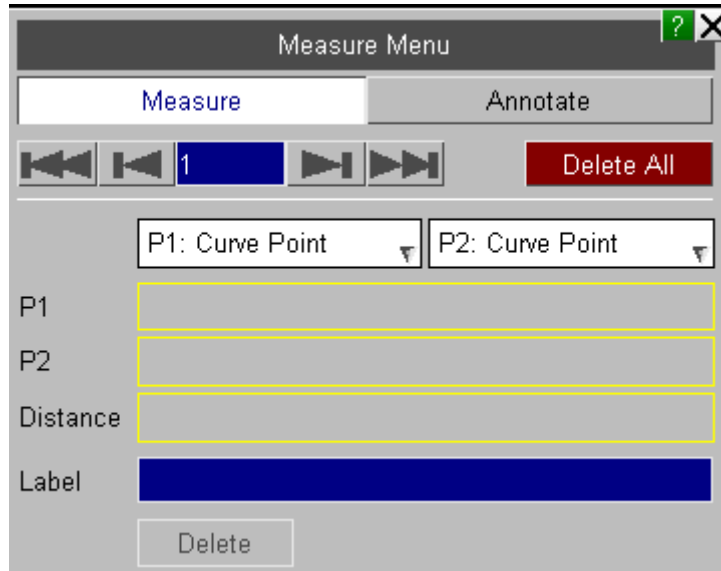 Measure Menu
?
Measure Annotate
1 Delete All
P1: Curve Point P2: Curve Point
P1
P2
Distance
Label
Delete